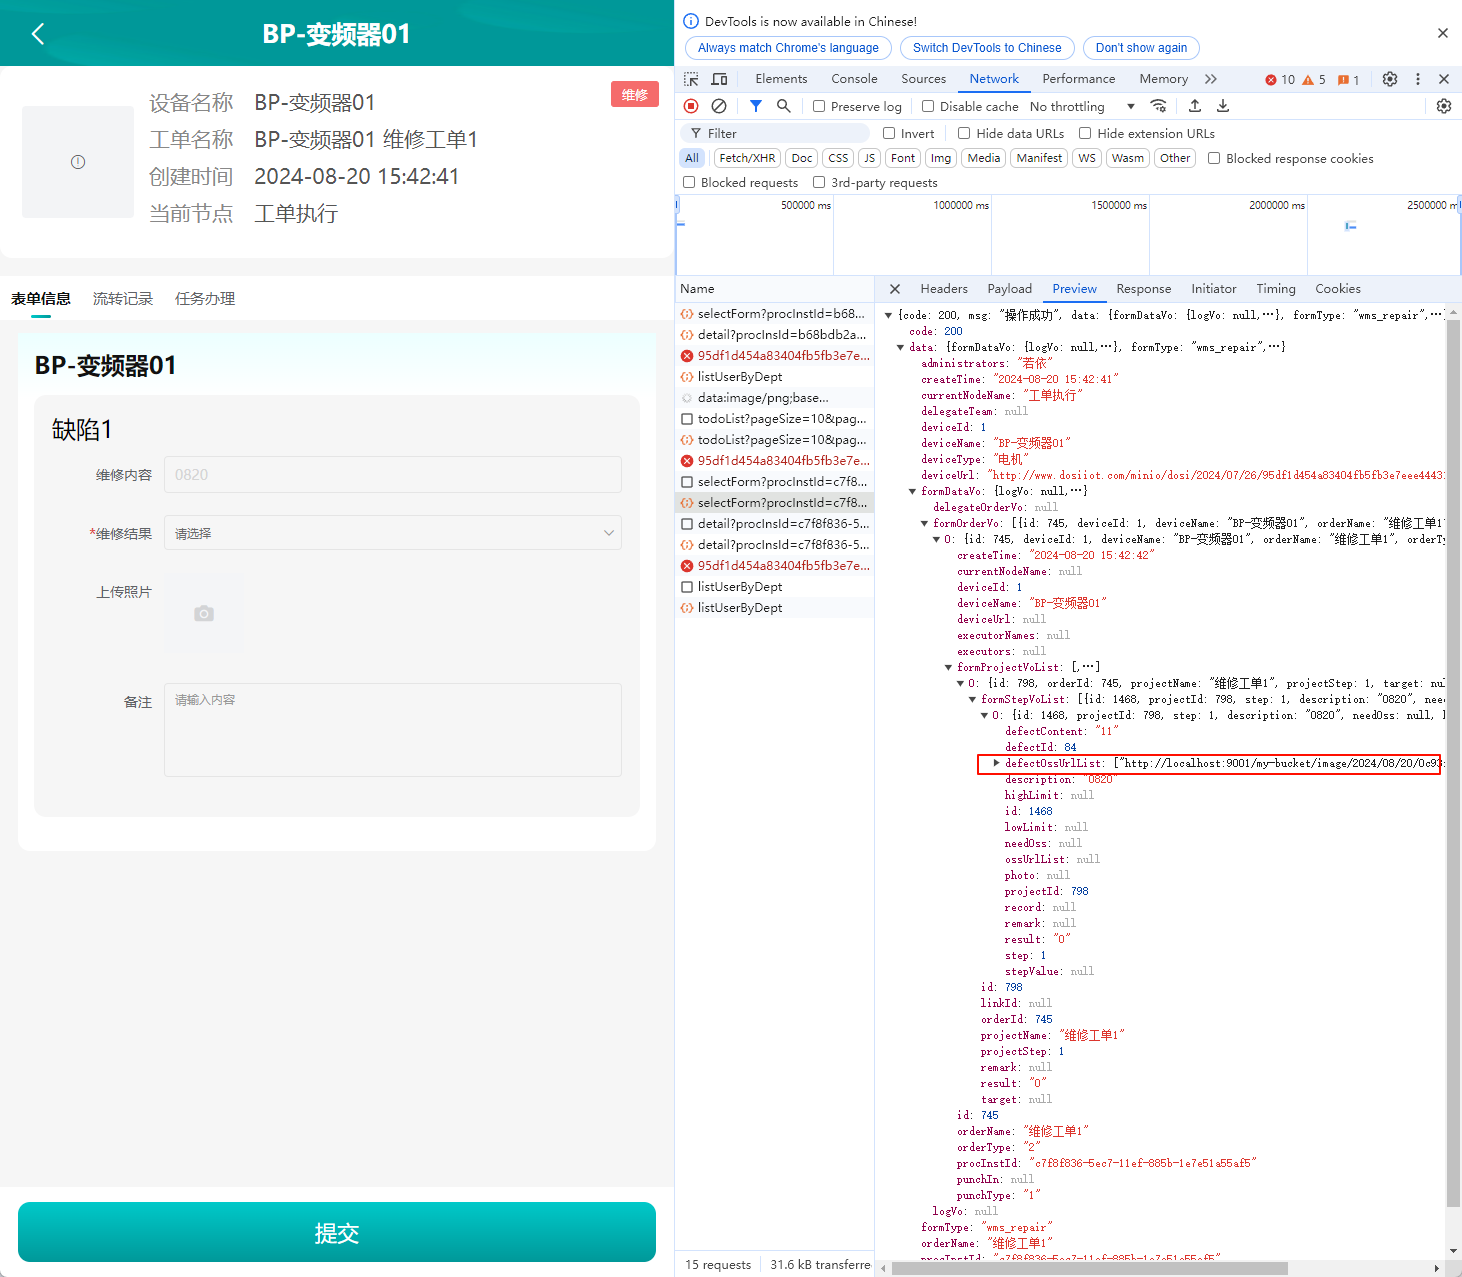 BP-变频器01
设备名称 BP-变频器01
维修
工单名称 BP-变频器01 维修工单1
创建时间 2024-08-20 15:42:41
当前节点 工单执行
表单信息 流转记录 任务办理
BP-变频器01
缺陷1
维修内容 0820
*维修结果 请选择
上传照片
备注 请输入内容
提交
DevTools is now available in Chinese!
Always match Chrome's language Switch DevTools to Chinese Don't show again
Elements Console Sources Network Performance Memory 10 5 1
Preserve log Disable cache No throttling
Filter Invert Hide data URLs Hide extension URLs
All Fetch/XHR Doc CSS JS Font Img Media Manifest WS Wasm Other Blocked response cookies
Blocked requests 3rd-party requests
500000 ms 1000000 ms 1500000 ms 2000000 ms 2500000 m
Name
selectForm?procInstId=b68...
detail?procInstId=b68bdb2a...
95df1d454a83404fb5fb3e7e...
listUserByDept
data:image/png;base...
todoList?pageSize=10&pag...
todoList?pageSize=10&pag...
95df1d454a83404fb5fb3e7e...
selectForm?procInstId=c7f8...
selectForm?procInstId=c7f8...
detail?procInsId=c7f8f836-5...
detail?procInsId=c7f8f836-5...
95df1d454a83404fb5fb3e7e...
listUserByDept
listUserByDept
15 requests 31.6 kB transferre
Headers Payload Preview Response Initiator Timing Cookies
{code: 200, msg: "操作成功", data: {formDataVo: {logVo: null,…}, formType: "wms_repair",…}
code: 200
data: {formDataVo: {logVo: null,…}, formType: "wms_repair",…}
administrators: "若依"
createTime: "2024-08-20 15:42:41"
currentNodeName: "工单执行"
delegateTeam: null
deviceId: 1
deviceName: "BP-变频器01"
deviceType: "电机"
deviceUrl: "http://www.dosiiot.com/minio/dosi/2024/07/26/95df1d454a83404fb5fb3e7eee4443
formDataVo: {logVo: null,…}
delegateOrderVo: null
formOrderVo: [{id: 745, deviceId: 1, deviceName: "BP-变频器01", orderName: "维修工单1"
0: {id: 745, deviceId: 1, deviceName: "BP-变频器01", orderName: "维修工单1", orderTy
createTime: "2024-08-20 15:42:42"
currentNodeName: null
deviceId: 1
deviceName: "BP-变频器01"
deviceUrl: null
executorNames: null
executors: null
formProjectVoList: [,…]
0: {id: 798, orderId: 745, projectName: "维修工单1", projectStep: 1, target: nu
formStepVoList: [{id: 1468, projectId: 798, step: 1, description: "0820", nee
0: {id: 1468, projectId: 798, step: 1, description: "0820", needOss: null,
defectContent: "11"
defectId: 84
defectOssUrlList: ["http://localhost:9001/my-bucket/image/2024/08/20/0c93
description: "0820"
highLimit: null
id: 1468
lowLimit: null
needOss: null
ossUrlList: null
photo: null
projectId: 798
record: null
remark: null
result: "0"
step: 1
stepValue: null
id: 798
linkId: null
orderId: 745
projectName: "维修工单1"
projectStep: 1
remark: null
result: "0"
target: null
id: 745
orderName: "维修工单1"
orderType: "2"
procInstId: "c7f8f836-5ec7-11ef-885b-1e7e51a55af5"
punchIn: null
punchType: "1"
logVo: null
formType: "wms_repair"
orderName: "维修工单1"
procInstId: "c7f8f836-5ec7-11ef-885b-1e7e51a55af5"